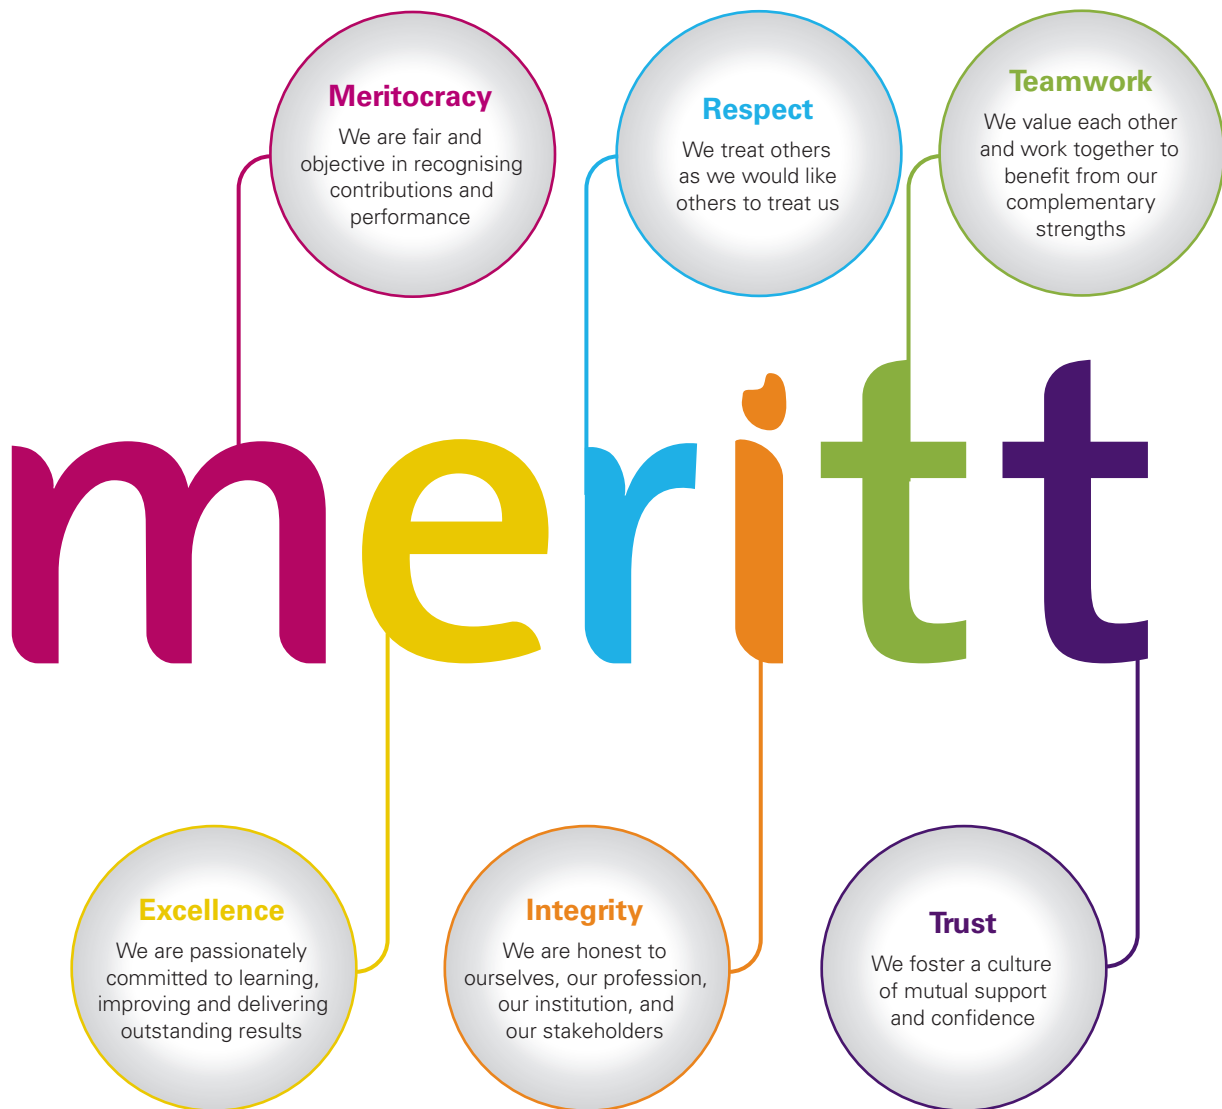 Meritocracy
We are fair and
objective in recognising
contributions and
performance
Respect
We treat others
as we would like
others to treat us
Teamwork
We value each other
and work together to
benefit from our
complementary
strengths
meritt
Excellence
We are passionately
committed to learning,
improving and delivering
outstanding results
Integrity
We are honest to
ourselves, our profession,
our institution, and
our stakeholders
Trust
We foster a culture
of mutual support
and confidence